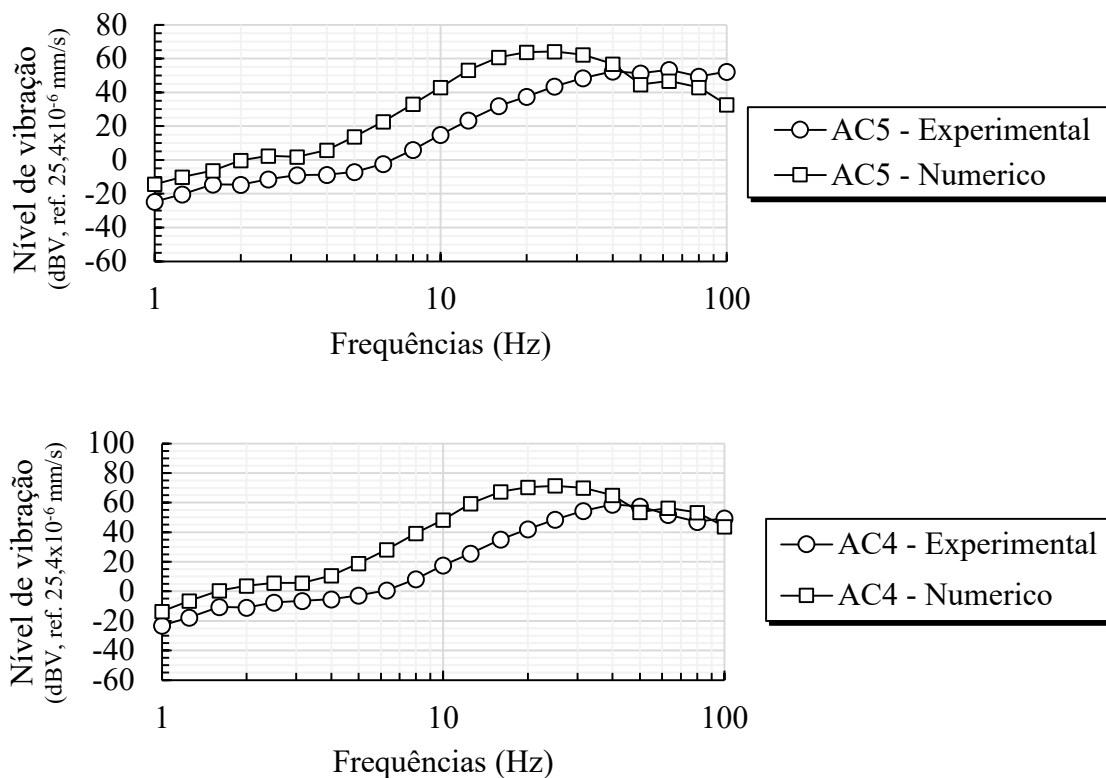 Nível de vibração
(dBV, ref. 25,4x10⁻⁶ mm/s)
80
60
40
20
0
-20
-40
-60
1
10
100
Frequências (Hz)
AC5 - Experimental
AC5 - Numerico
Nível de vibração
(dBV, ref. 25,4x10⁻⁶ mm/s)
100
80
60
40
20
0
-20
-40
-60
1
10
100
Frequências (Hz)
AC4 - Experimental
AC4 - Numerico